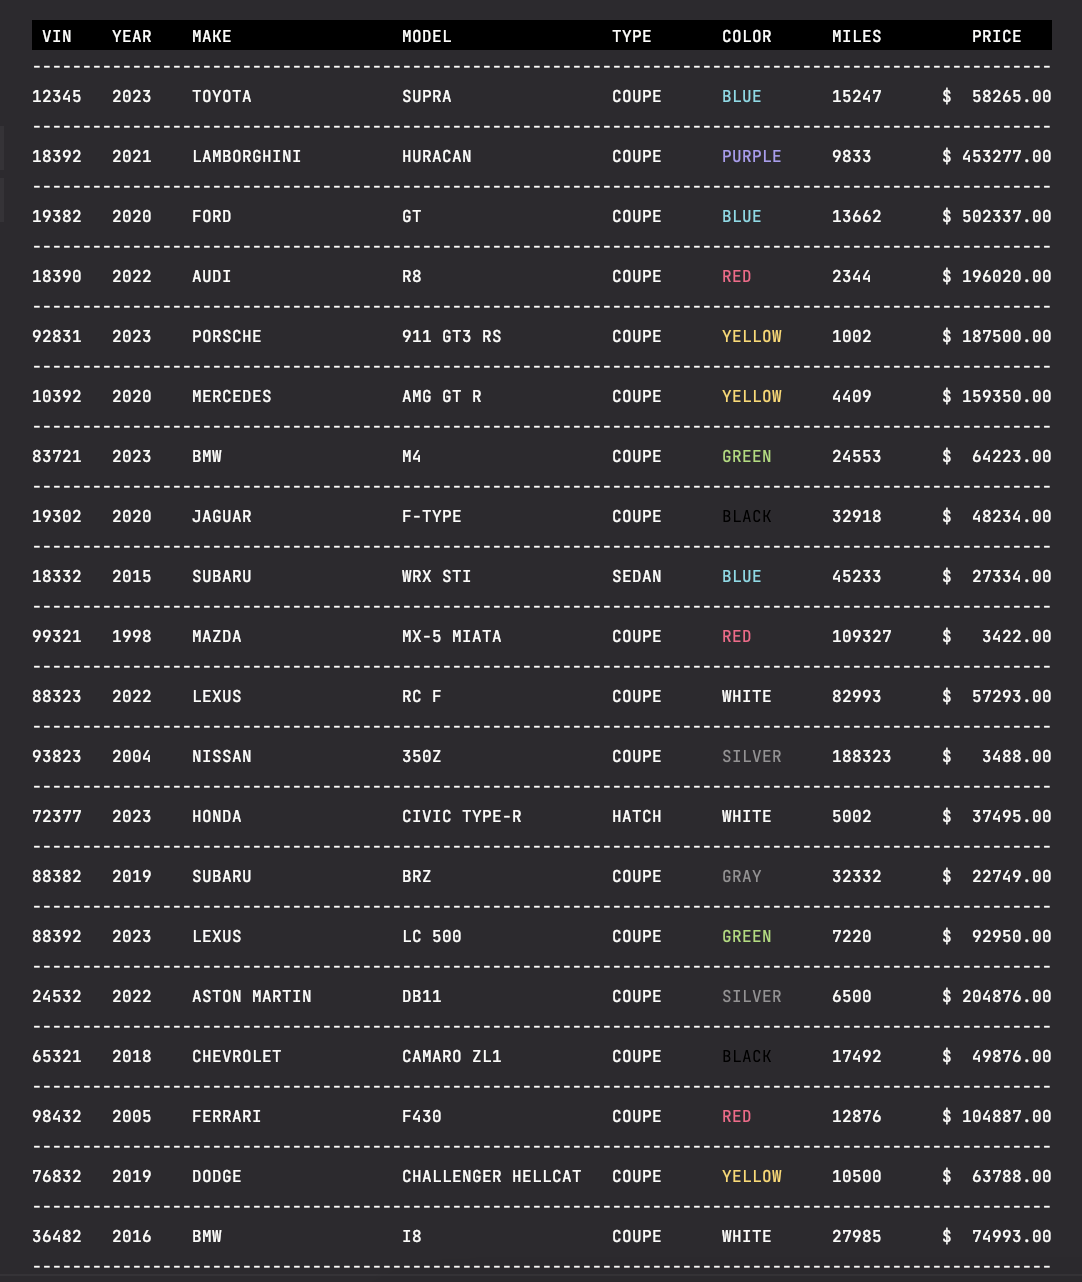 VIN YEAR MAKE MODEL TYPE COLOR MILES PRICE
------------------------------------------------------------------------------------------------------
12345 2023 TOYOTA SUPRA COUPE BLUE 15247 $ 58265.00
------------------------------------------------------------------------------------------------------
18392 2021 LAMBORGHINI HURACAN COUPE PURPLE 9833 $ 453277.00
------------------------------------------------------------------------------------------------------
19382 2020 FORD GT COUPE BLUE 13662 $ 502337.00
------------------------------------------------------------------------------------------------------
18390 2022 AUDI R8 COUPE RED 2344 $ 196020.00
------------------------------------------------------------------------------------------------------
92831 2023 PORSCHE 911 GT3 RS COUPE YELLOW 1002 $ 187500.00
------------------------------------------------------------------------------------------------------
10392 2020 MERCEDES AMG GT R COUPE YELLOW 4409 $ 159350.00
------------------------------------------------------------------------------------------------------
83721 2023 BMW M4 COUPE GREEN 24553 $ 64223.00
------------------------------------------------------------------------------------------------------
19302 2020 JAGUAR F-TYPE COUPE BLACK 32918 $ 48234.00
------------------------------------------------------------------------------------------------------
18332 2015 SUBARU WRX STI SEDAN BLUE 45233 $ 27334.00
------------------------------------------------------------------------------------------------------
99321 1998 MAZDA MX-5 MIATA COUPE RED 109327 $ 3422.00
------------------------------------------------------------------------------------------------------
88323 2022 LEXUS RC F COUPE WHITE 82993 $ 57293.00
------------------------------------------------------------------------------------------------------
93823 2004 NISSAN 350Z COUPE SILVER 188323 $ 3488.00
------------------------------------------------------------------------------------------------------
72377 2023 HONDA CIVIC TYPE-R HATCH WHITE 5002 $ 37495.00
------------------------------------------------------------------------------------------------------
88382 2019 SUBARU BRZ COUPE GRAY 32332 $ 22749.00
------------------------------------------------------------------------------------------------------
88392 2023 LEXUS LC 500 COUPE GREEN 7220 $ 92950.00
------------------------------------------------------------------------------------------------------
24532 2022 ASTON MARTIN DB11 COUPE SILVER 6500 $ 204876.00
------------------------------------------------------------------------------------------------------
65321 2018 CHEVROLET CAMARO ZL1 COUPE BLACK 17492 $ 49876.00
------------------------------------------------------------------------------------------------------
98432 2005 FERRARI F430 COUPE RED 12876 $ 104887.00
------------------------------------------------------------------------------------------------------
76832 2019 DODGE CHALLENGER HELLCAT COUPE YELLOW 10500 $ 63788.00
------------------------------------------------------------------------------------------------------
36482 2016 BMW I8 COUPE WHITE 27985 $ 74993.00
------------------------------------------------------------------------------------------------------